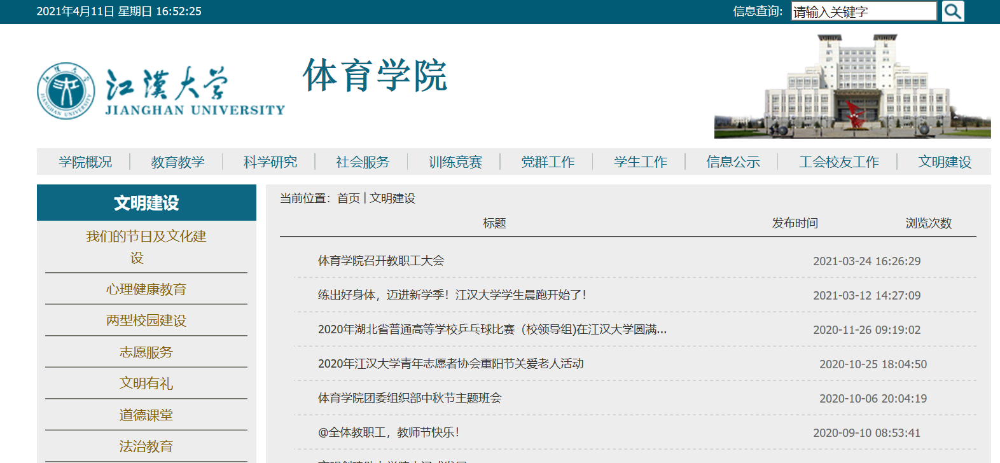 2021年4月11日 星期日 16:52:25
信息查询:
请输入关键字
江漢大学
JIANGHAN UNIVERSITY
体育学院
学院概况
教育教学
科学研究
社会服务
训练竞赛
党群工作
学生工作
信息公示
工会校友工作
文明建设
文明建设
我们的节日及文化建
设
心理健康教育
两型校园建设
志愿服务
文明有礼
道德课堂
法治教育
当前位置：首页 | 文明建设
标题 发布时间 浏览次数
体育学院召开教职工大会 2021-03-24 16:26:29
练出好身体，迈进新学季！江汉大学学生晨跑开始了！ 2021-03-12 14:27:09
2020年湖北省普通高等学校乒乓球比赛（校领导组)在江汉大学圆满... 2020-11-26 09:19:02
2020年江汉大学青年志愿者协会重阳节关爱老人活动 2020-10-25 18:04:50
体育学院团委组织部中秋节主题班会 2020-10-06 20:04:19
@全体教职工，教师节快乐！ 2020-09-10 08:53:41